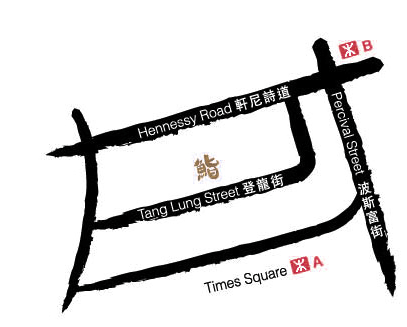 B
Hennessy Road 軒尼詩道
Percival Street 波斯富街
鮨
Tang Lung Street 登龍街
Times Square A